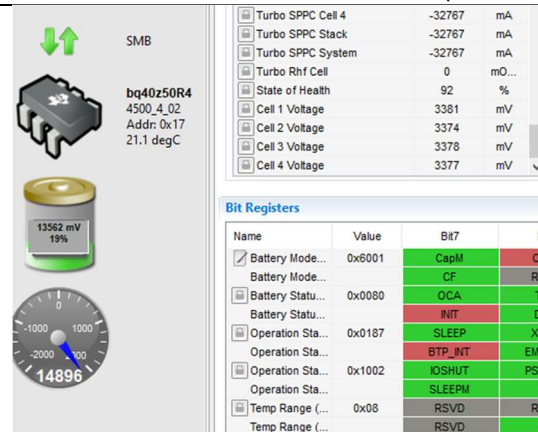 SMB
bq40z50R4
4500_4_02
Addr: 0x17
21.1 degC
13562 mV
19%
0
-1000 1000
-2000
14896
Turbo SPPC Cell 4 -32767 mA
Turbo SPPC Stack -32767 mA
Turbo SPPC System -32767 mA
Turbo Rhf Cell 0 mO...
State of Health 92 %
Cell 1 Voltage 3381 mV
Cell 2 Voltage 3374 mV
Cell 3 Voltage 3378 mV
Cell 4 Voltage 3377 mV
Bit Registers
Name Value Bit7
Battery Mode... 0x6001 CapM
Battery Mode... CF
Battery Statu... 0x0080 OCA
Battery Statu... INIT
Operation Sta... 0x0187 SLEEP
Operation Sta... BTP_INT
Operation Sta... 0x1002 IOSHUT
Operation Sta... SLEEPM
Temp Range (... 0x08 RSVD
Temp Range (... RSVD